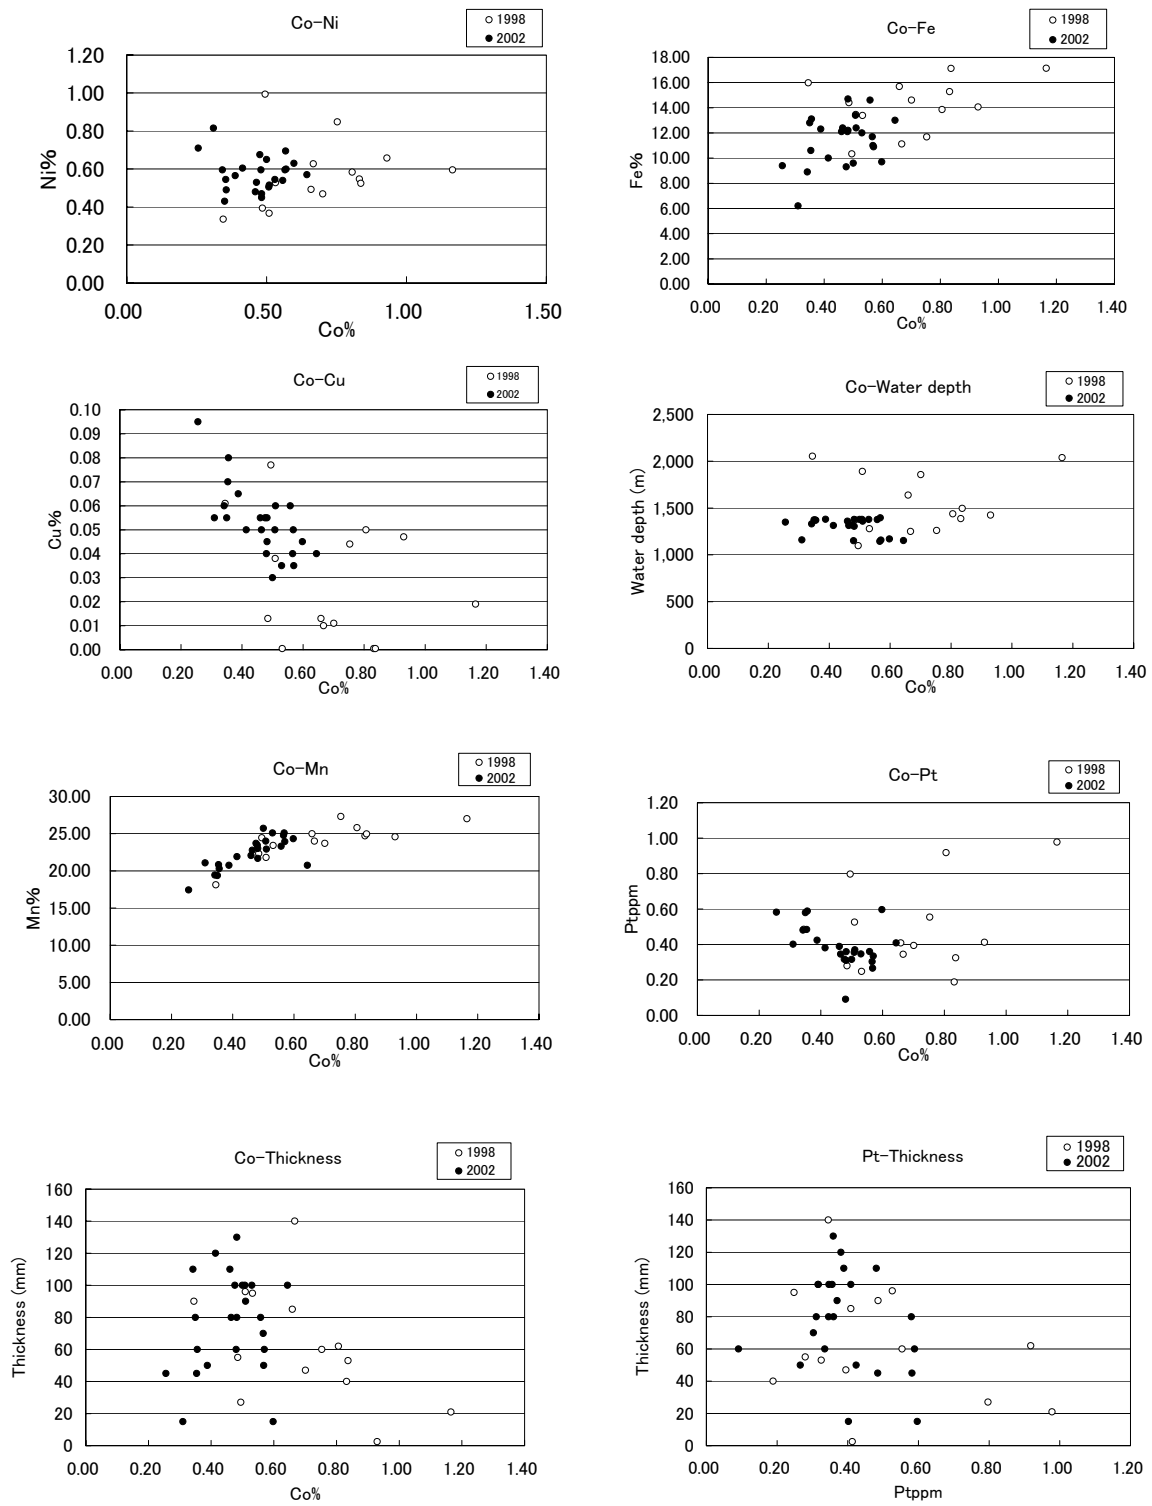 Co-Ni
○ 1998
● 2002
1.20
1.00
0.80
0.60
0.40
0.20
0.00
Ni%
0.00 0.50 1.00 1.50
Co%
Co-Fe
○ 1998
● 2002
18.00
16.00
14.00
12.00
10.00
8.00
6.00
4.00
2.00
0.00
Fe%
0.00 0.20 0.40 0.60 0.80 1.00 1.20 1.40
Co%
Co-Cu
○ 1998
● 2002
0.10
0.09
0.08
0.07
0.06
0.05
0.04
0.03
0.02
0.01
0.00
Cu%
0.00 0.20 0.40 0.60 0.80 1.00 1.20 1.40
Co%
Co-Water depth
○ 1998
● 2002
2,500
2,000
1,500
1,000
500
0
Water depth (m)
0.00 0.20 0.40 0.60 0.80 1.00 1.20 1.40
Co%
Co-Mn
○ 1998
● 2002
30.00
25.00
20.00
15.00
10.00
5.00
0.00
Mn%
0.00 0.20 0.40 0.60 0.80 1.00 1.20 1.40
Co%
Co-Pt
○ 1998
● 2002
1.20
1.00
0.80
0.60
0.40
0.20
0.00
Ptppm
0.00 0.20 0.40 0.60 0.80 1.00 1.20 1.40
Co%
Co-Thickness
○ 1998
● 2002
160
140
120
100
80
60
40
20
0
Thickness (mm)
0.00 0.20 0.40 0.60 0.80 1.00 1.20 1.40
Co%
Pt-Thickness
○ 1998
● 2002
160
140
120
100
80
60
40
20
0
Thickness (mm)
0.00 0.20 0.40 0.60 0.80 1.00 1.20
Ptppm